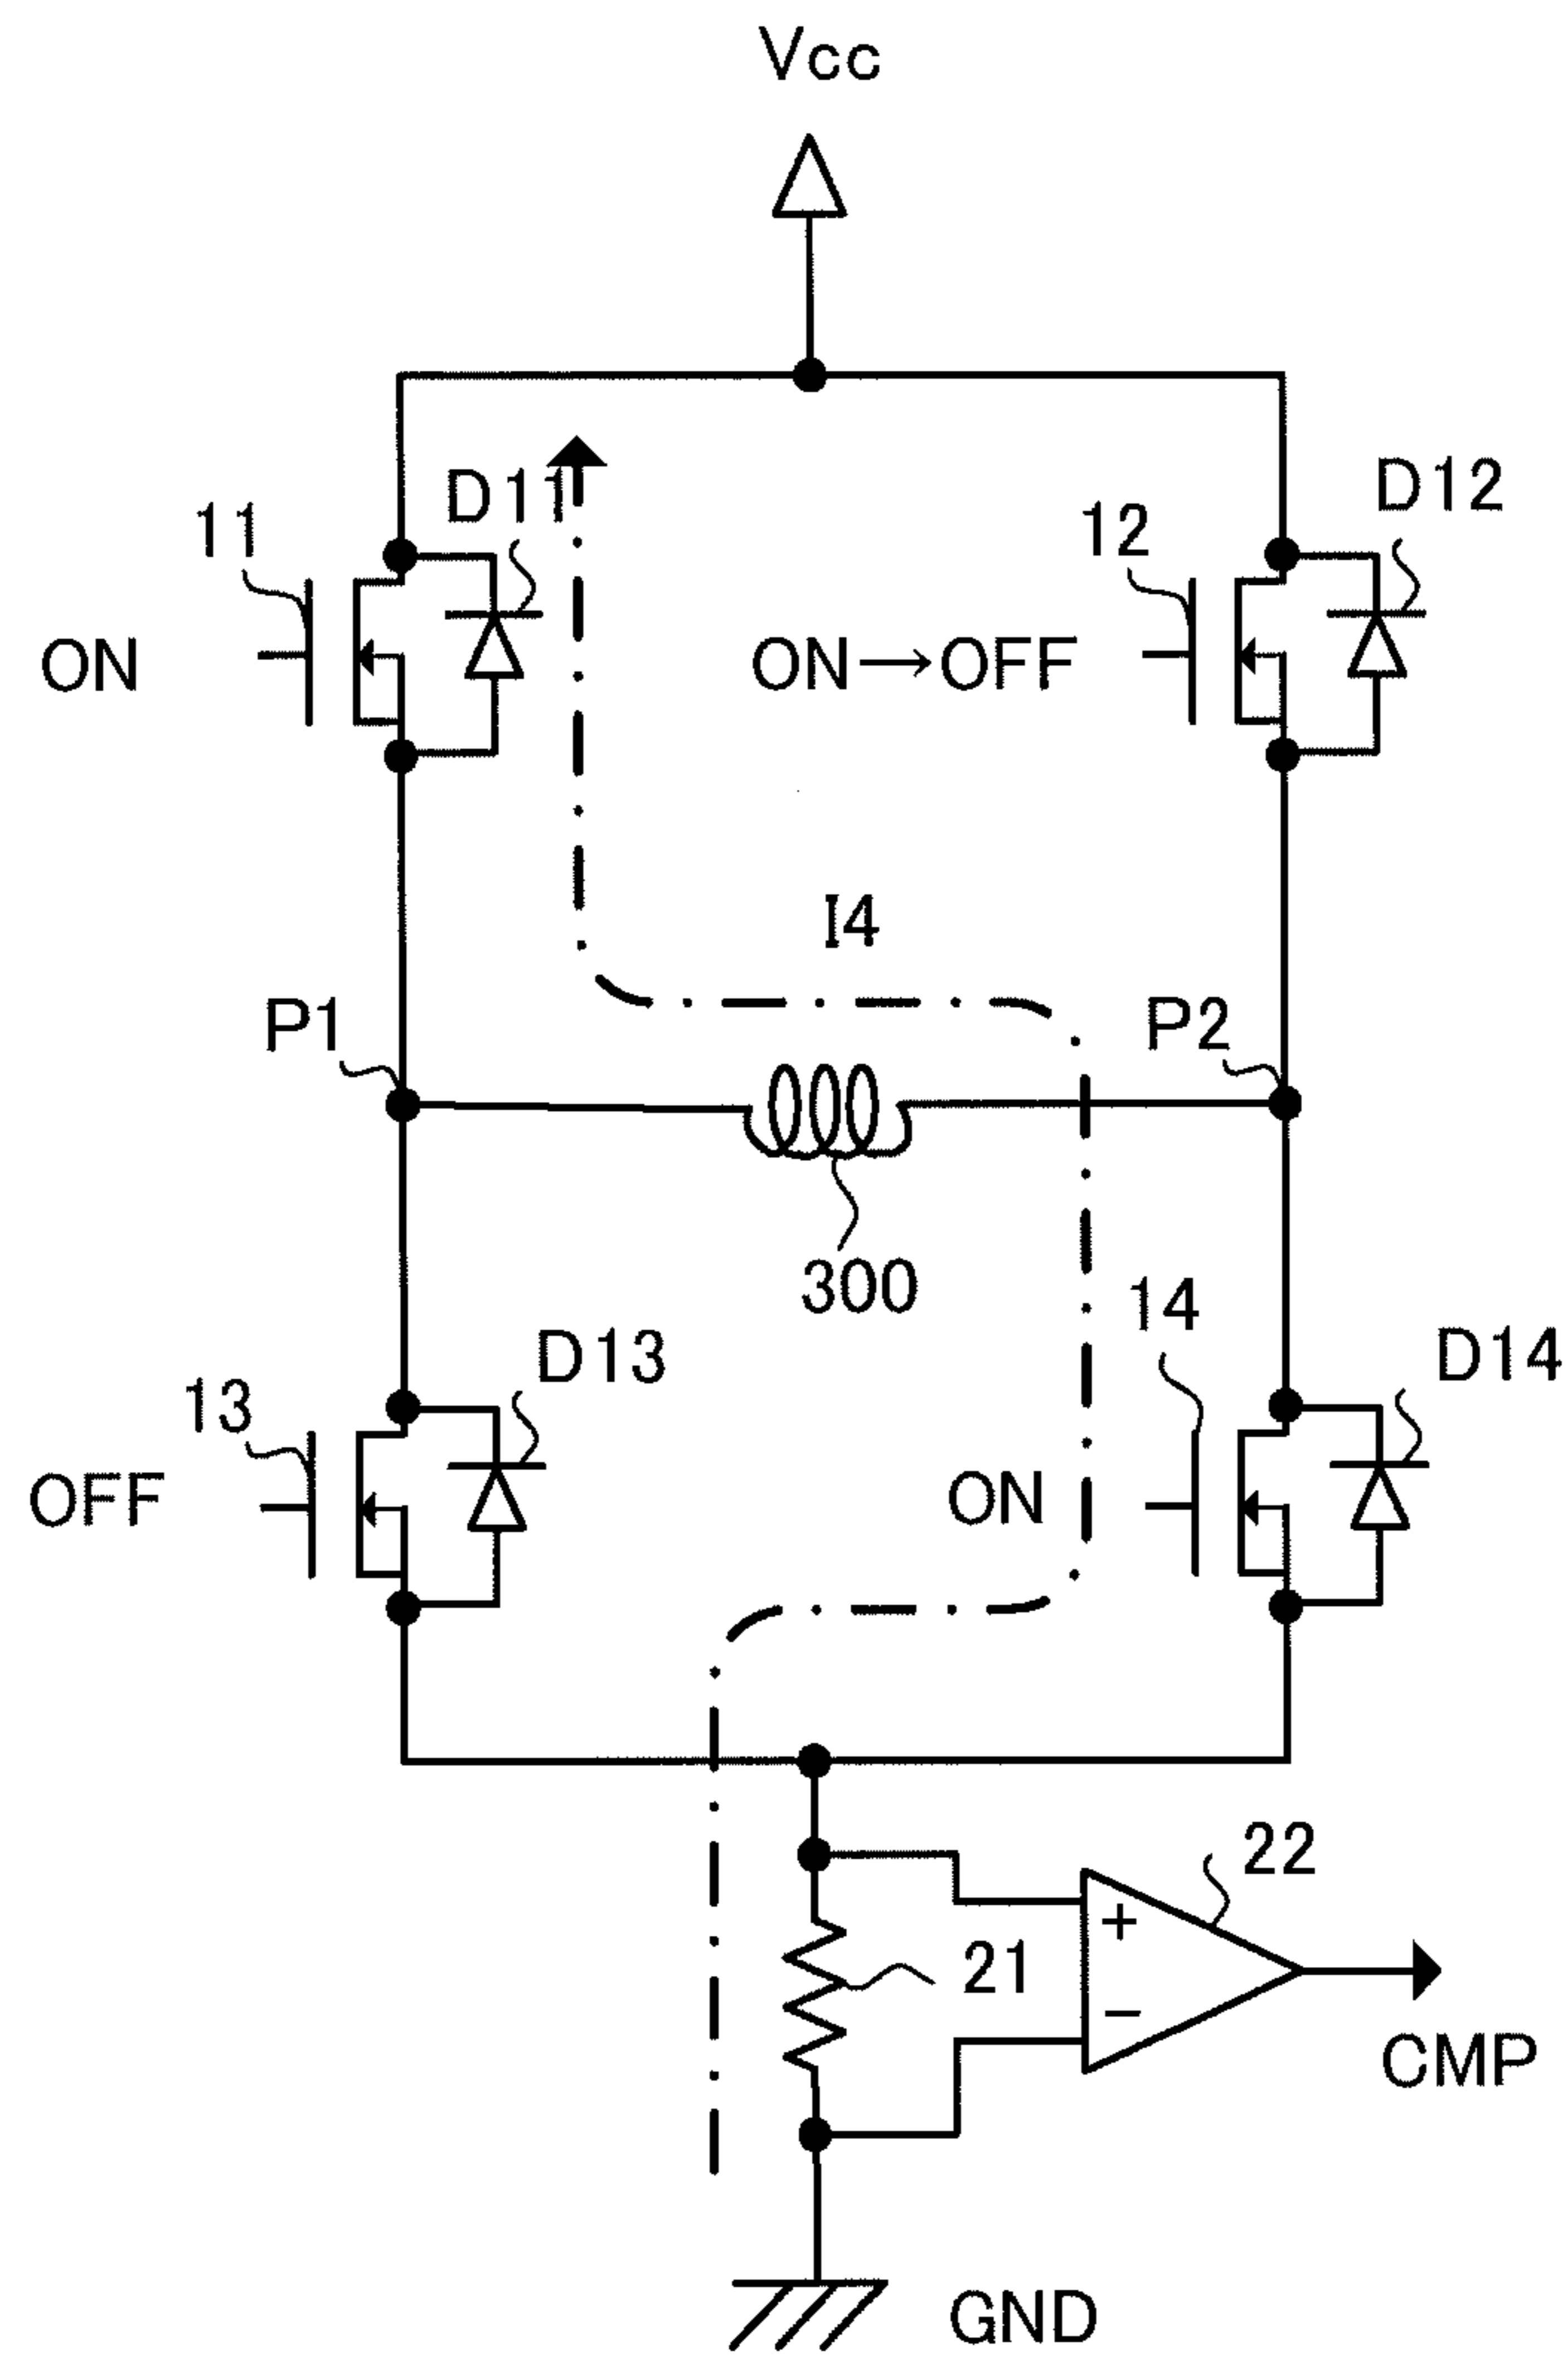 Vcc
D11
D12
11
12
ON
ON→OFF
I4
P1
P2
300
14
D13
D14
13
OFF
ON
22
+
21
−
CMP
GND